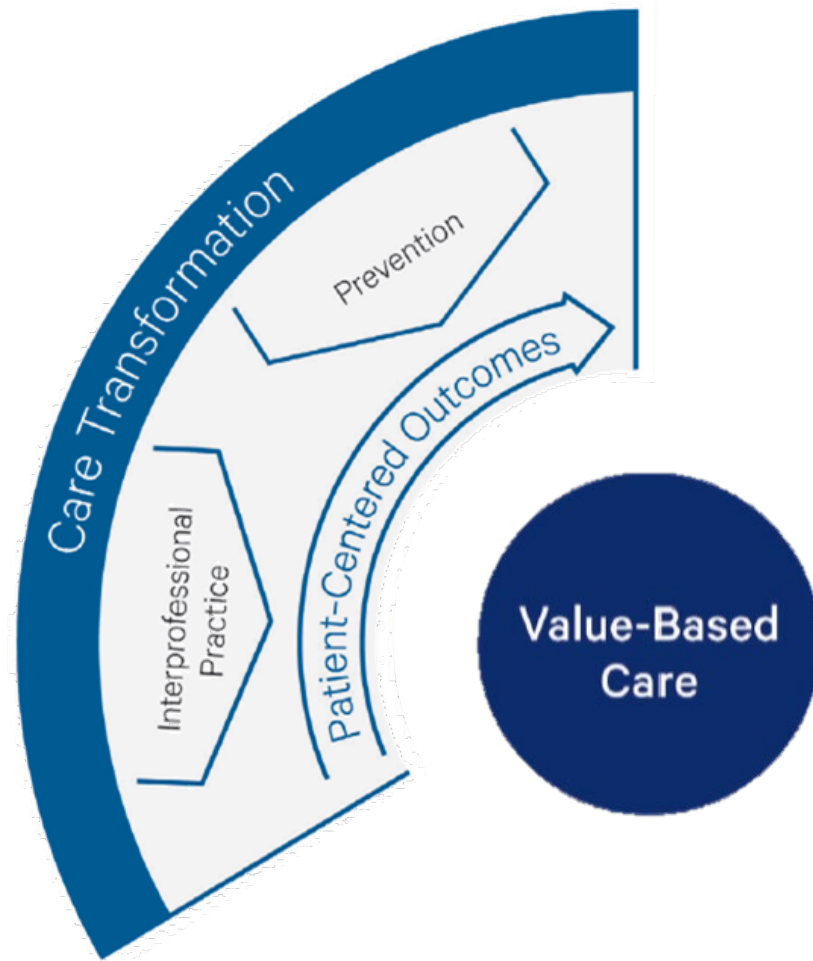 Care Transformation
Prevention
Interprofessional
Practice
Patient-Centered Outcomes
Value-Based
Care